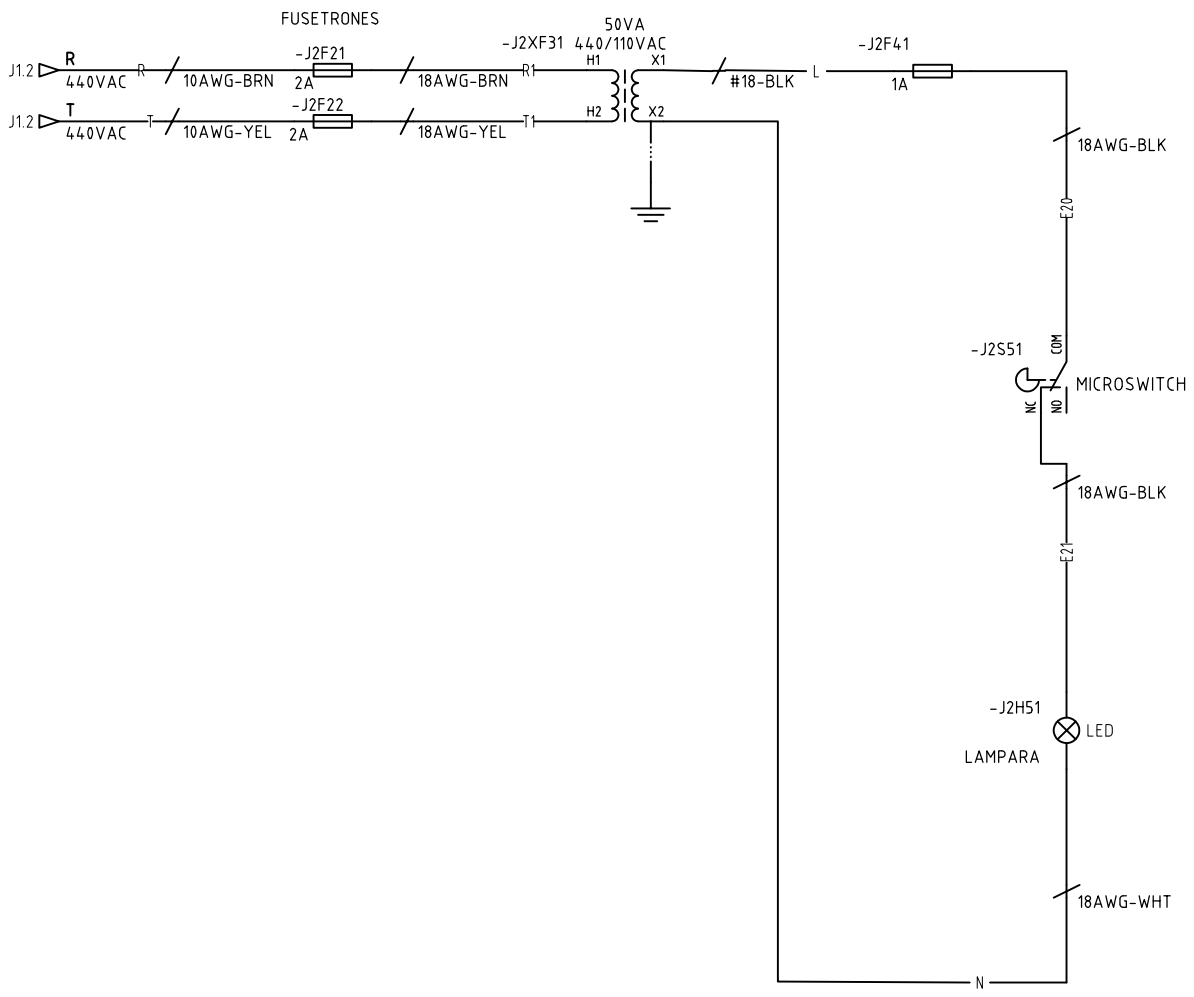 FUSETRONES
50VA
-J2XF31 440/110VAC
-J2F21
-J2F41
J1.2 R R R1 H1 X1 L
440VAC 10AWG-BRN 2A 18AWG-BRN #18-BLK 1A
-J2F22
J1.2 T T T1 H2 X2
440VAC 10AWG-YEL 2A 18AWG-YEL
18AWG-BLK
E20
COM
-J2S51
MICROSWITCH
NC NO
18AWG-BLK
E21
-J2H51
LED
LAMPARA
18AWG-WHT
N